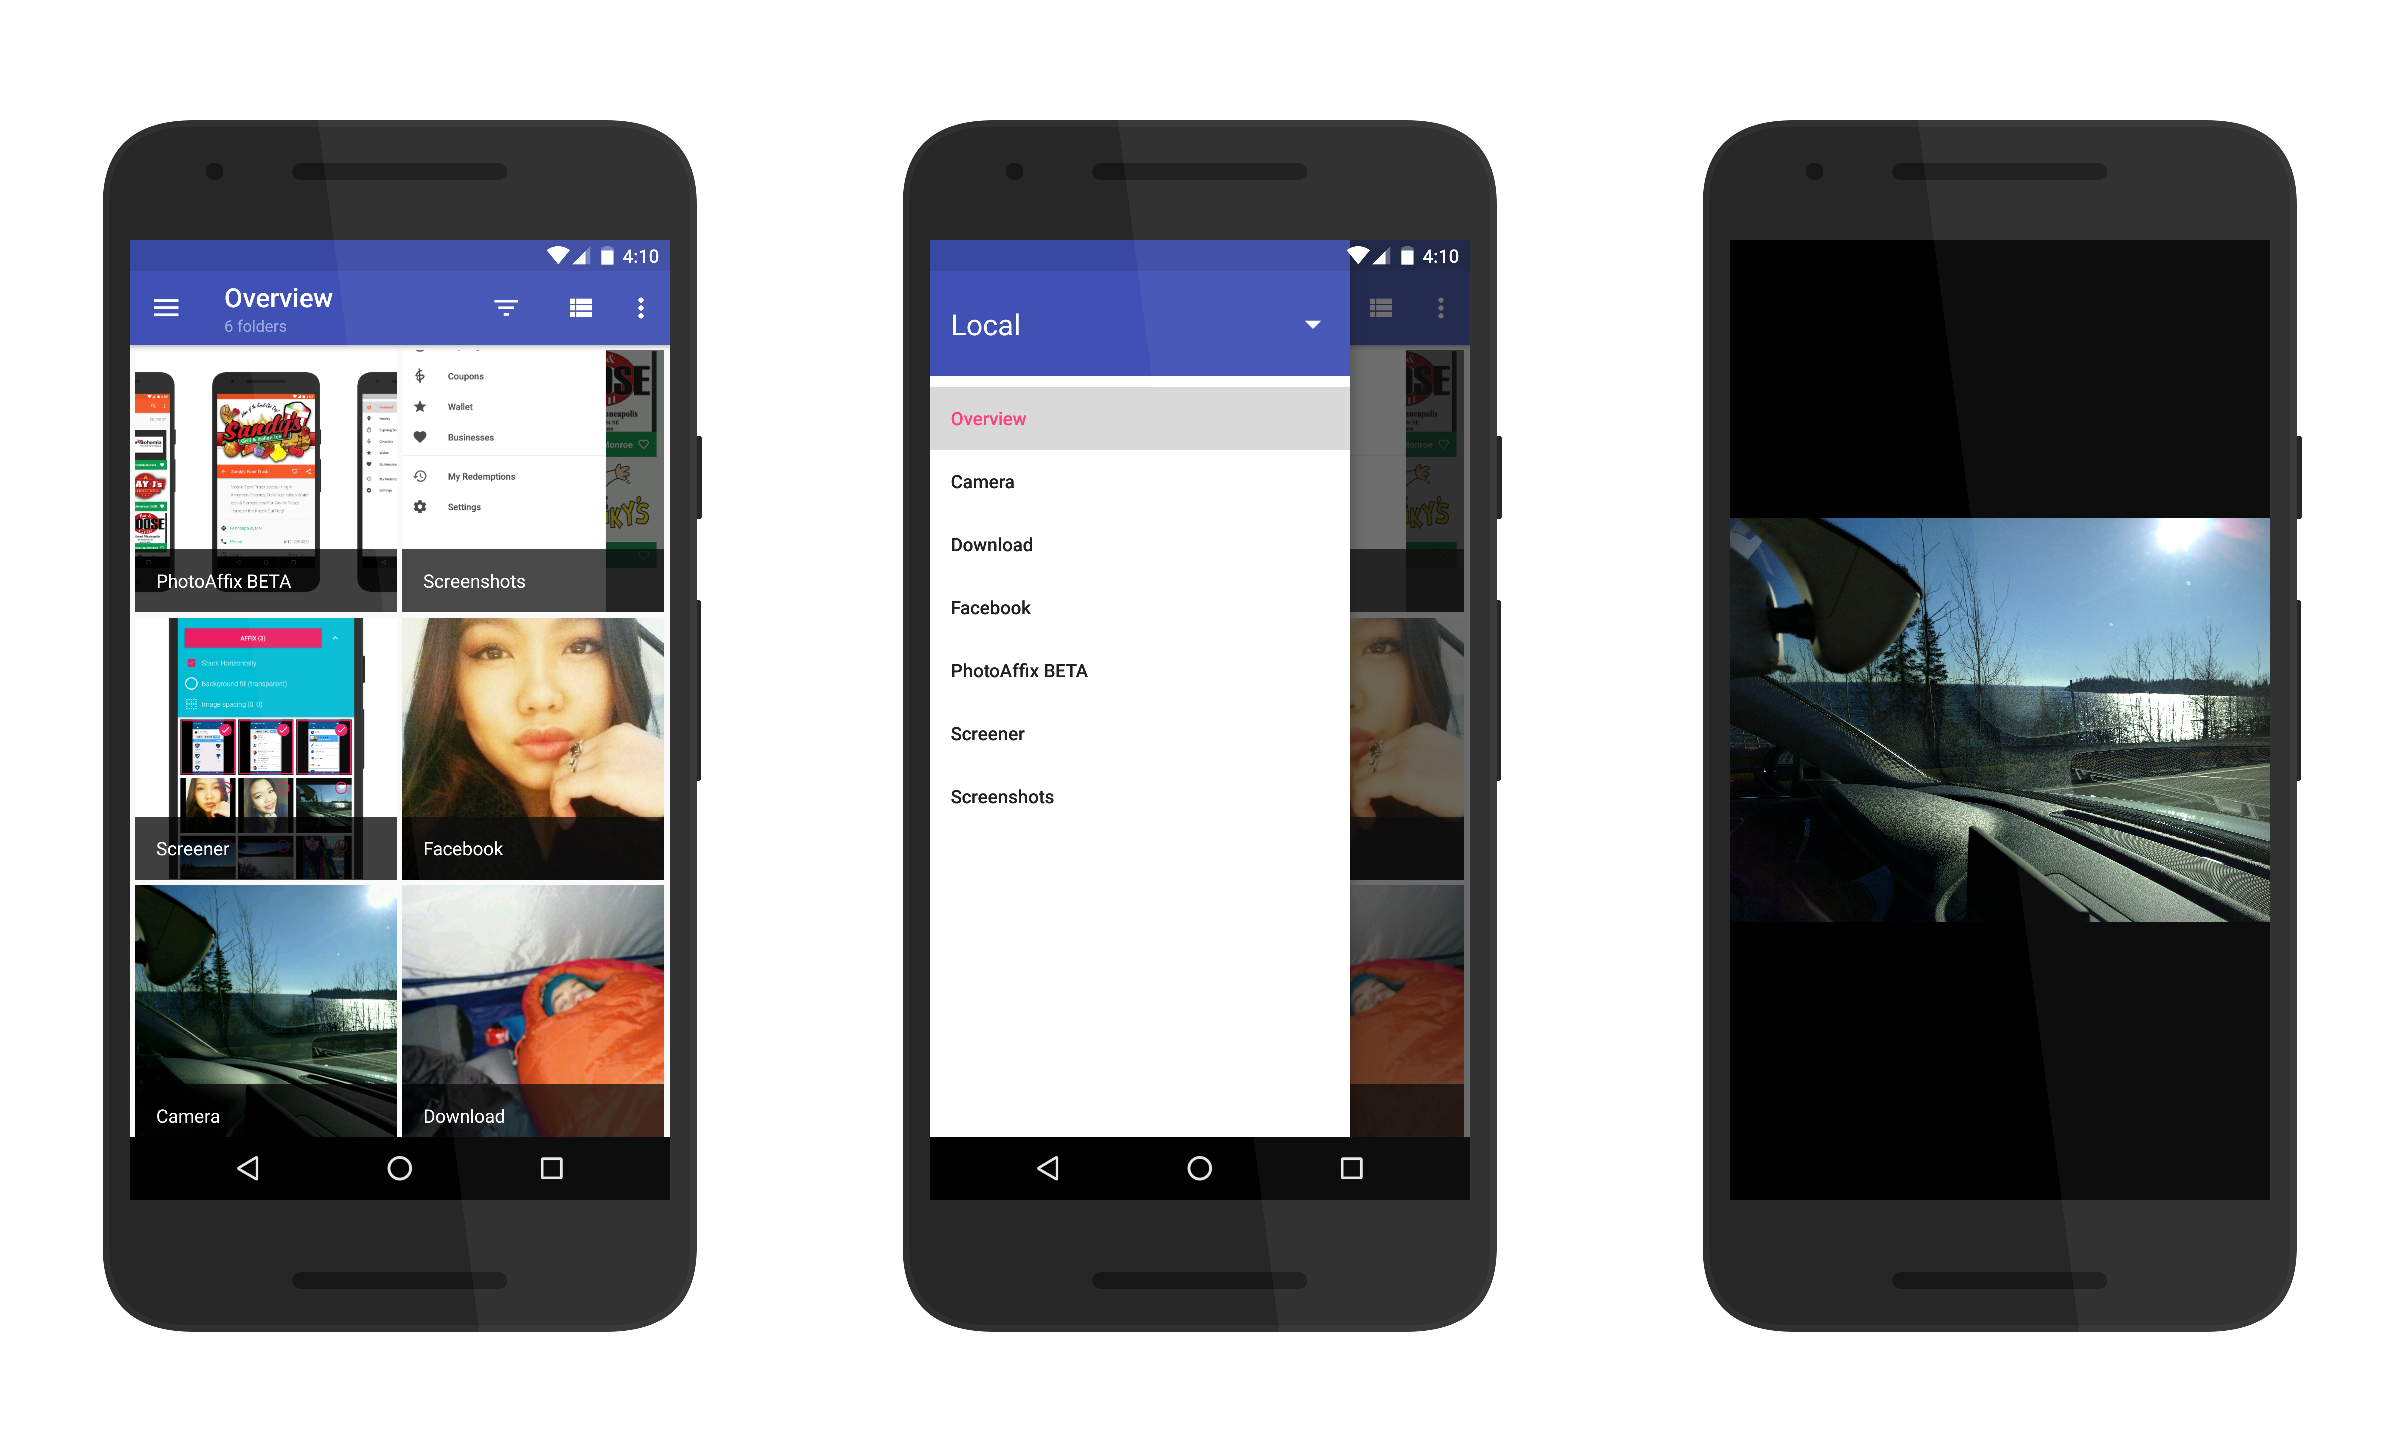 4:10
Overview
6 folders
Coupons
Wallet
Businesses
My Redemptions
Settings
Sandy's
PhotoAffix BETA
Screenshots
AFFIX (3)
Stack Horizontally
Background fill (transparent)
Image spacing (0, 0)
Screener
Facebook
Camera
Download
4:10
Local
Overview
Camera
Download
Facebook
PhotoAffix BETA
Screener
Screenshots